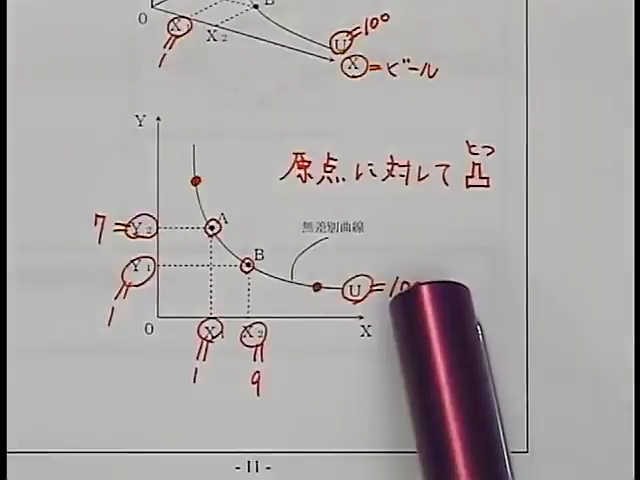 0
B
X =100
1 X2 U
X =ビール
Y
とつ
原点に対して凸
7= Y2 A
無差別曲線
Y1 B
1 U =10
0 X1 X2 X
1 9
- 11 -